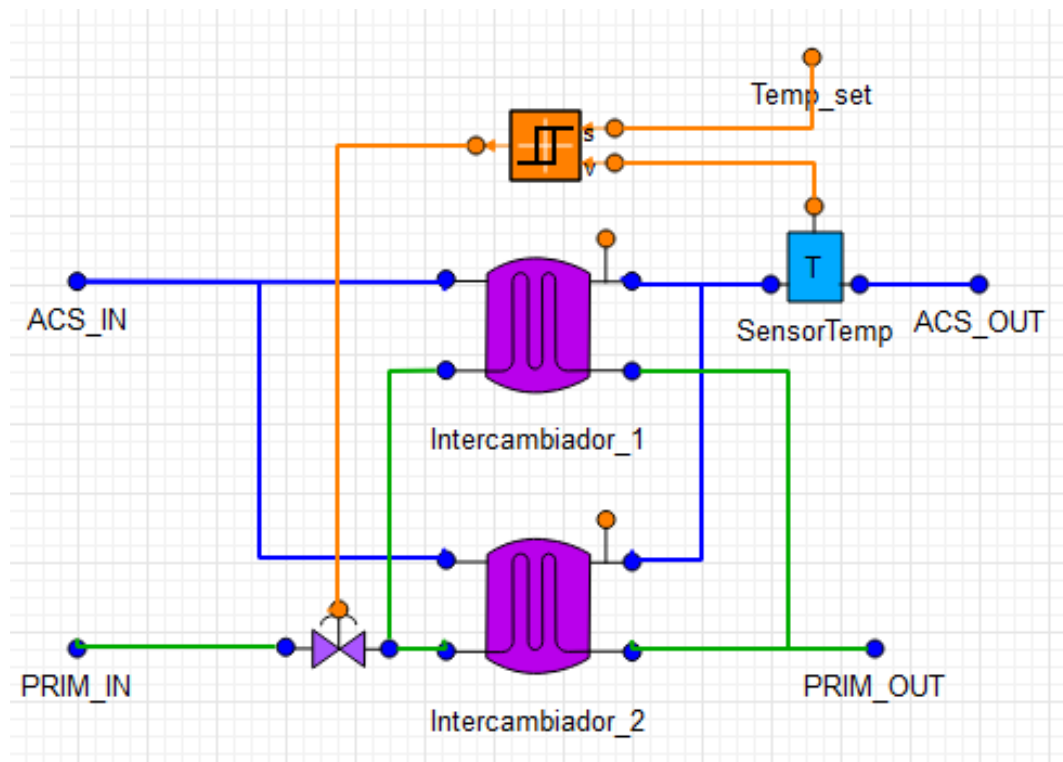 Temp_set
s
v
T
ACS_IN
SensorTemp
ACS_OUT
Intercambiador_1
PRIM_IN
PRIM_OUT
Intercambiador_2